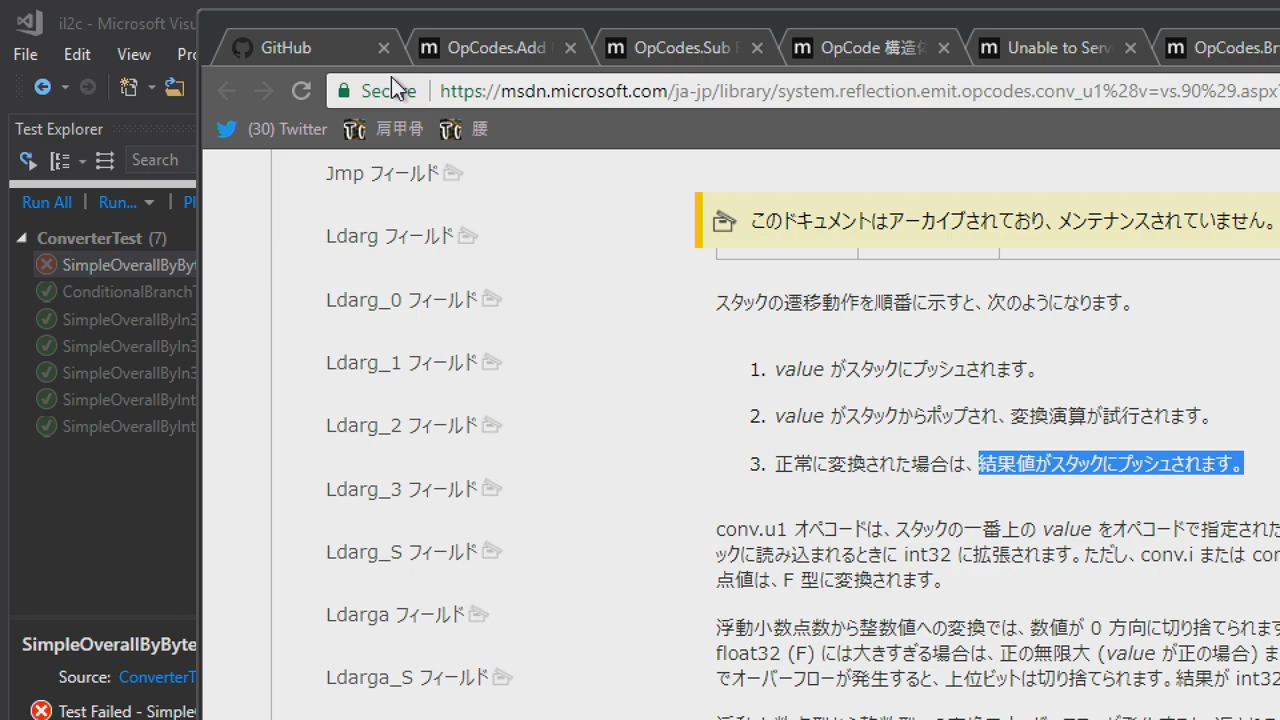 il2c - Microsoft Visu
File Edit View Pr
Test Explorer
Search
Run All | Run... | Pl
ConverterTest (7)
SimpleOverallByByt
ConditionalBranchT
SimpleOverallByIn3
SimpleOverallByIn3
SimpleOverallByIn3
SimpleOverallByInt
SimpleOverallByInt
SimpleOverallByByte
Source: ConverterT
Test Failed - Simple
GitHub
OpCodes.Add
OpCodes.Sub F
OpCode 構造体
Unable to Serv
OpCodes.Br
Secure | https://msdn.microsoft.com/ja-jp/library/system.reflection.emit.opcodes.conv_u1%28v=vs.90%29.aspx?
(30) Twitter 肩甲骨 腰
Jmp フィールド
Ldarg フィールド
Ldarg_0 フィールド
Ldarg_1 フィールド
Ldarg_2 フィールド
Ldarg_3 フィールド
Ldarg_S フィールド
Ldarga フィールド
Ldarga_S フィールド
このドキュメントはアーカイブされており、メンテナンスされていません。
スタックの遷移動作を順番に示すと、次のようになります。
1. value がスタックにプッシュされます。
2. value がスタックからポップされ、変換演算が試行されます。
3. 正常に変換された場合は、結果値がスタックにプッシュされます。
conv.u1 オペコードは、スタックの一番上の value をオペコードで指定された
ックに読み込まれるときに int32 に拡張されます。ただし、conv.i または con
点値は、F 型に変換されます。
浮動小数点数から整数値への変換では、数値が 0 方向に切り捨てられます
float32 (F) には大きすぎる場合は、正の無限大 (value が正の場合) ま
でオーバーフローが発生すると、上位ビットは切り捨てられます。結果が int32